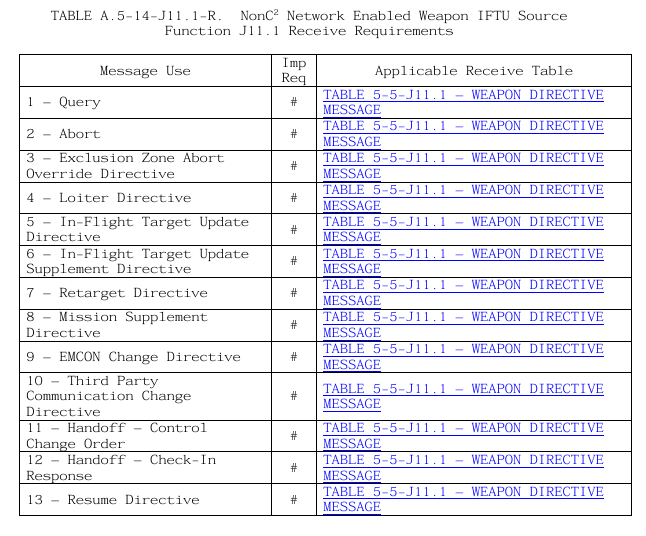 TABLE A.5-14-J11.1-R. NonC² Network Enabled Weapon IFTU Source
Function J11.1 Receive Requirements
Message Use
Imp
Req
Applicable Receive Table
1 – Query
#
TABLE 5-5-J11.1 – WEAPON DIRECTIVE
MESSAGE
2 – Abort
#
TABLE 5-5-J11.1 – WEAPON DIRECTIVE
MESSAGE
3 – Exclusion Zone Abort
Override Directive
#
TABLE 5-5-J11.1 – WEAPON DIRECTIVE
MESSAGE
4 – Loiter Directive
#
TABLE 5-5-J11.1 – WEAPON DIRECTIVE
MESSAGE
5 – In-Flight Target Update
Directive
#
TABLE 5-5-J11.1 – WEAPON DIRECTIVE
MESSAGE
6 – In-Flight Target Update
Supplement Directive
#
TABLE 5-5-J11.1 – WEAPON DIRECTIVE
MESSAGE
7 – Retarget Directive
#
TABLE 5-5-J11.1 – WEAPON DIRECTIVE
MESSAGE
8 – Mission Supplement
Directive
#
TABLE 5-5-J11.1 – WEAPON DIRECTIVE
MESSAGE
9 – EMCON Change Directive
#
TABLE 5-5-J11.1 – WEAPON DIRECTIVE
MESSAGE
10 – Third Party
Communication Change
Directive
#
TABLE 5-5-J11.1 – WEAPON DIRECTIVE
MESSAGE
11 – Handoff – Control
Change Order
#
TABLE 5-5-J11.1 – WEAPON DIRECTIVE
MESSAGE
12 – Handoff – Check-In
Response
#
TABLE 5-5-J11.1 – WEAPON DIRECTIVE
MESSAGE
13 – Resume Directive
#
TABLE 5-5-J11.1 – WEAPON DIRECTIVE
MESSAGE